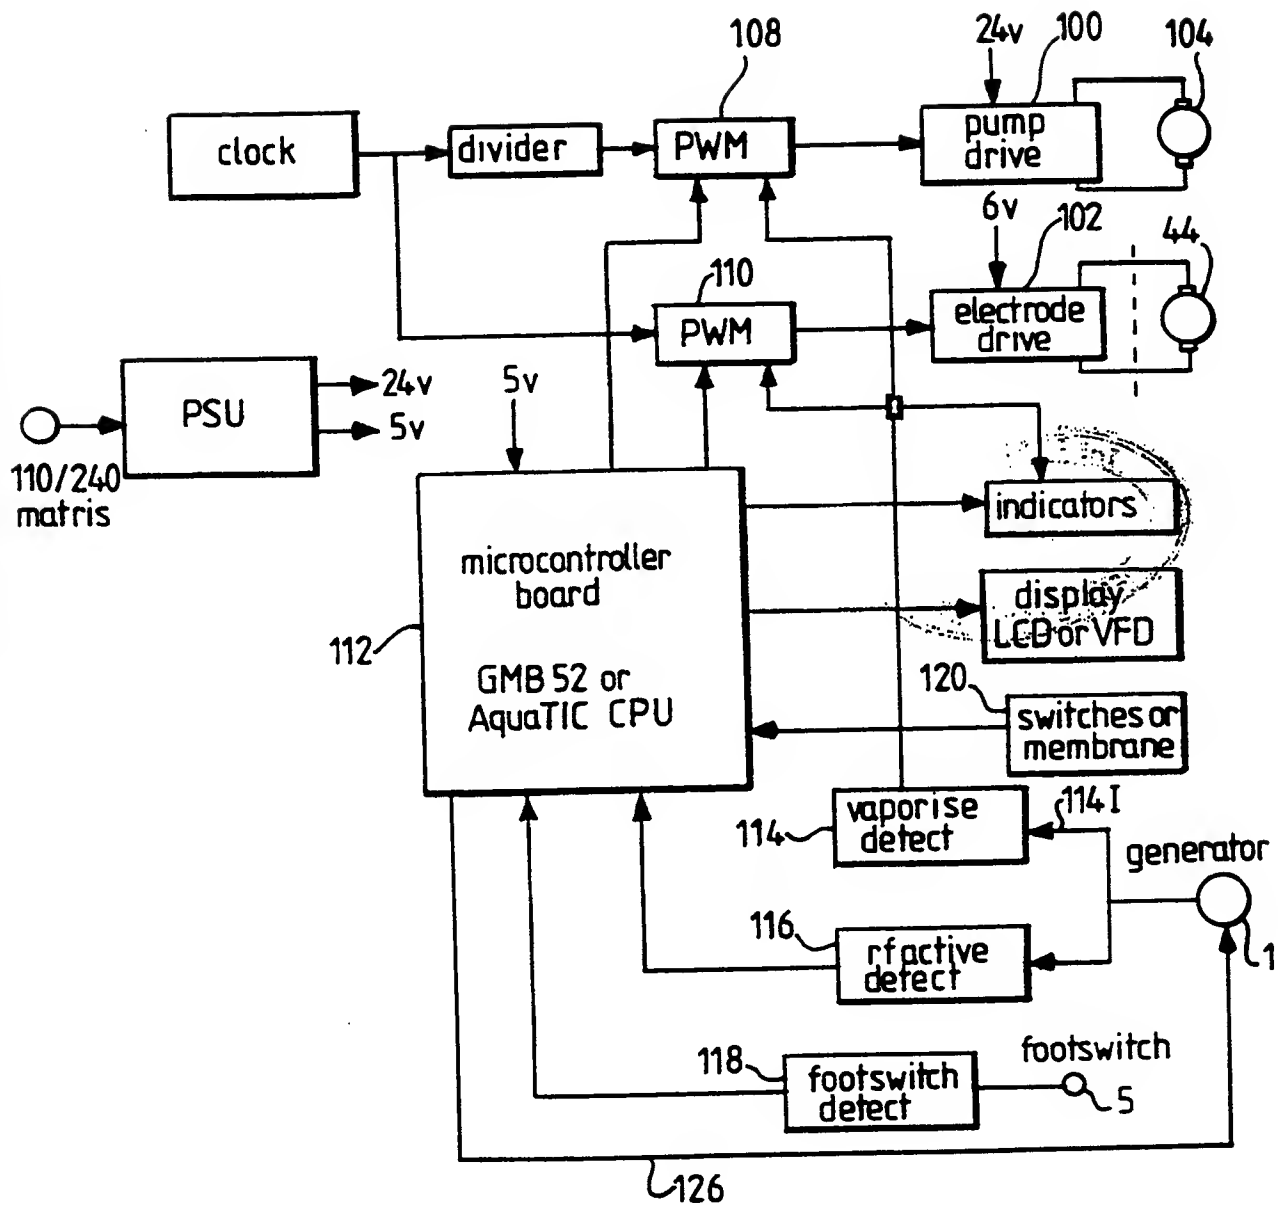 108
24v
100
104
clock
divider
PWM
pump
drive
6v
102
44
110
PWM
electrode
drive
PSU
24v
5v
5v
110/240
matris
indicators
microcontroller
board
display
LCD or VFD
112
GMB 52 or
AquaTIC CPU
120
switches or
membrane
114
vaporise
detect
114I
generator
116
rf active
detect
1
118
footswitch
detect
footswitch
5
126